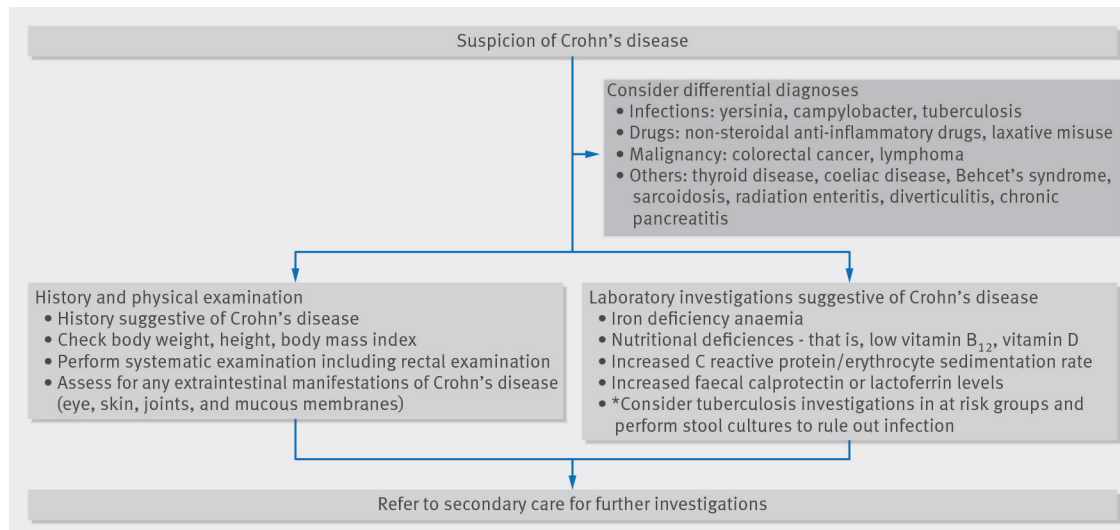 Suspicion of Crohn’s disease
Consider differential diagnoses
• Infections: yersinia, campylobacter, tuberculosis
• Drugs: non-steroidal anti-inflammatory drugs, laxative misuse
• Malignancy: colorectal cancer, lymphoma
• Others: thyroid disease, coeliac disease, Behcet’s syndrome,
sarcoidosis, radiation enteritis, diverticulitis, chronic
pancreatitis
History and physical examination
• History suggestive of Crohn’s disease
• Check body weight, height, body mass index
• Perform systematic examination including rectal examination
• Assess for any extraintestinal manifestations of Crohn’s disease
(eye, skin, joints, and mucous membranes)
Laboratory investigations suggestive of Crohn’s disease
• Iron deficiency anaemia
• Nutritional deficiences - that is, low vitamin B12, vitamin D
• Increased C reactive protein/erythrocyte sedimentation rate
• Increased faecal calprotectin or lactoferrin levels
• *Consider tuberculosis investigations in at risk groups and
perform stool cultures to rule out infection
Refer to secondary care for further investigations